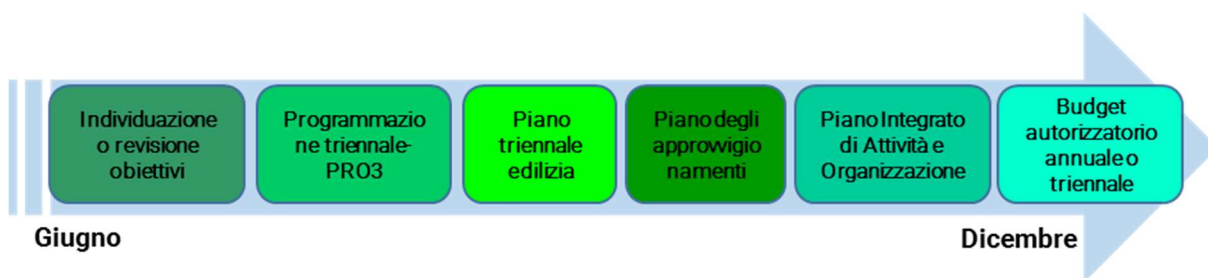 Individuazione
o revisione
obiettivi
Programmazio
ne triennale-
PRO3
Piano
triennale
edilizia
Piano degli
approvvigio
namenti
Piano Integrato
di Attività e
Organizzazione
Budget
autorizzatorio
annuale o
triennale
Giugno
Dicembre